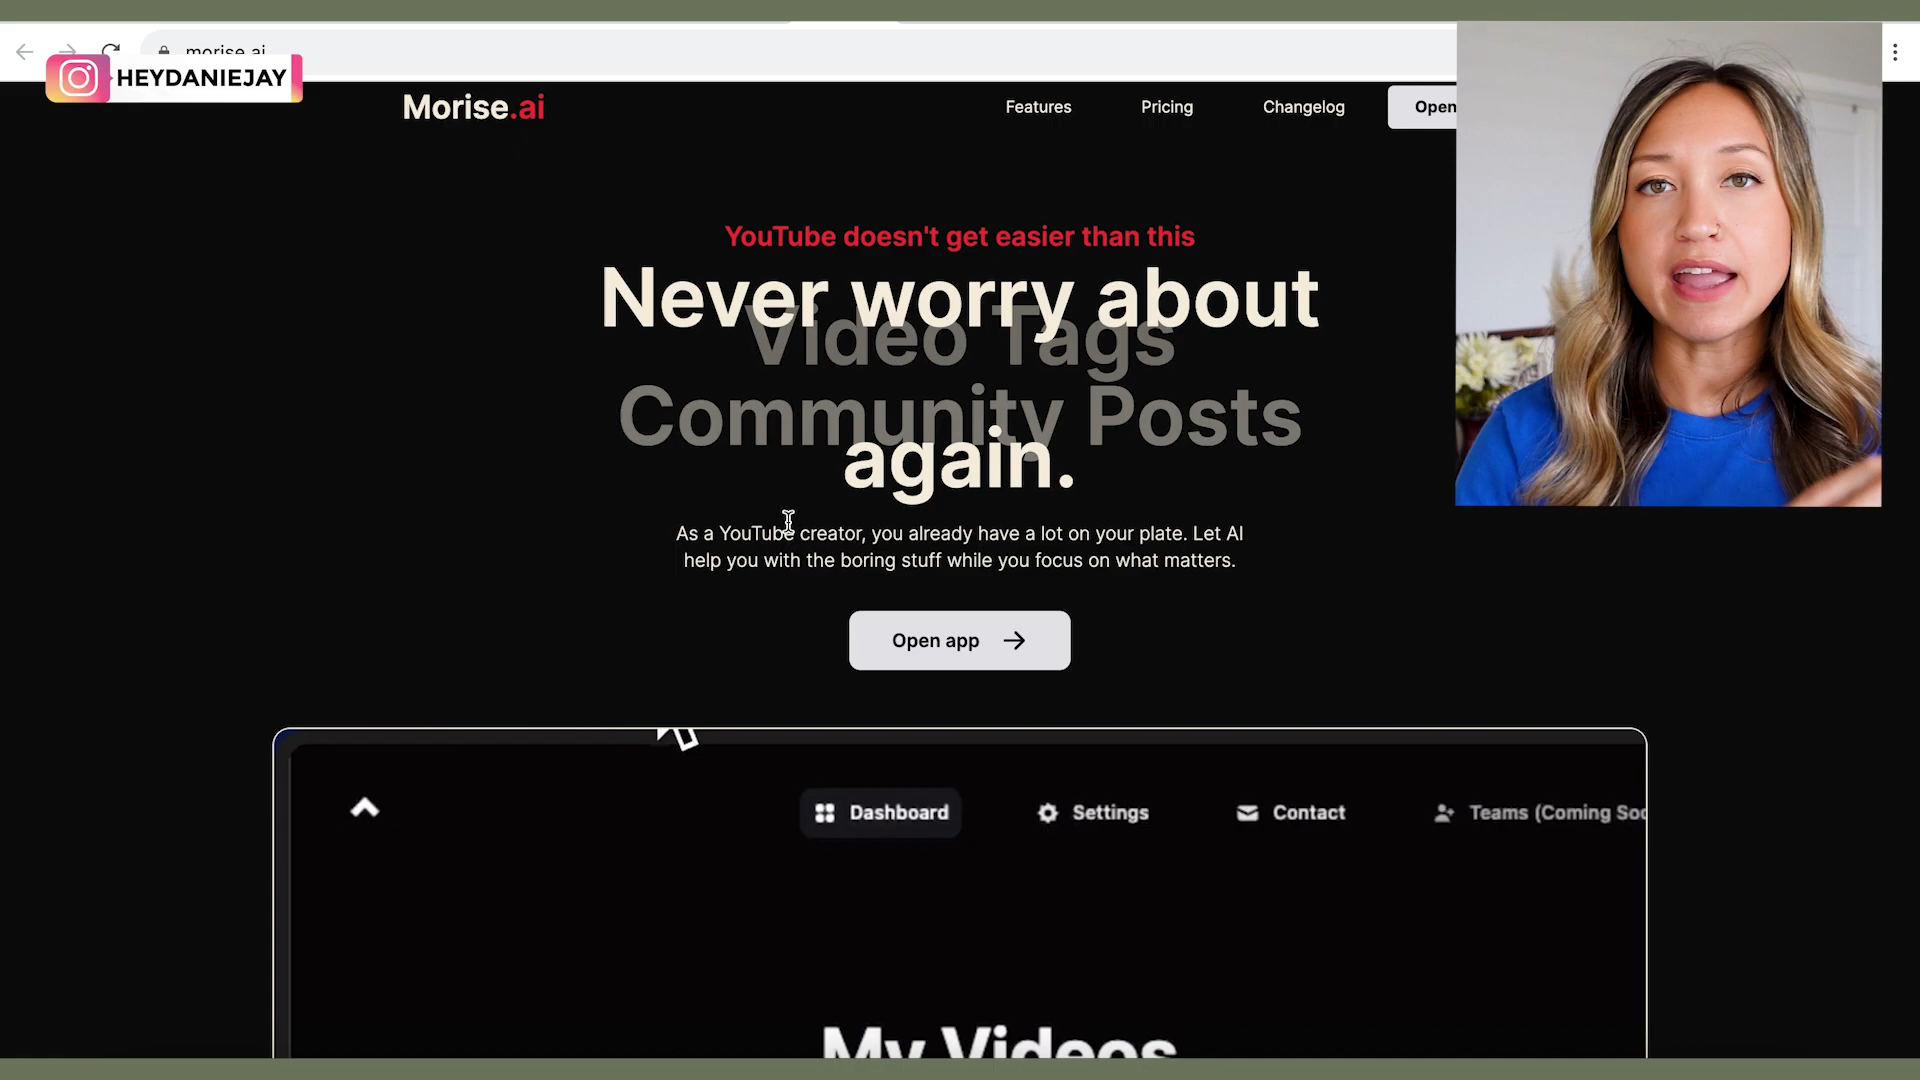 morise.ai
HEYDANIEJAY
Morise.ai
Features
Pricing
Changelog
Open
YouTube doesn't get easier than this
Never worry about
Video Tags
Community Posts
again.
As a YouTube creator, you already have a lot on your plate. Let AI
help you with the boring stuff while you focus on what matters.
Open app
Dashboard
Settings
Contact
Teams (Coming Soo
My Videos